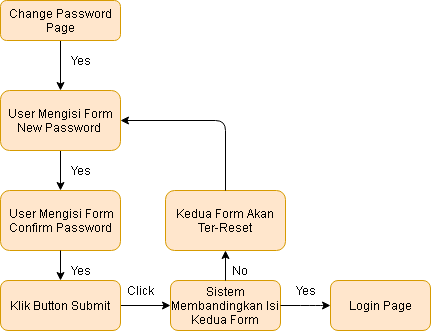 Change Password
Page
Yes
User Mengisi Form
New Password
Yes
User Mengisi Form
Confirm Password
Kedua Form Akan
Ter-Reset
Yes
No
Klik Button Submit
Click
Sistem
Membandingkan Isi
Kedua Form
Yes
Login Page